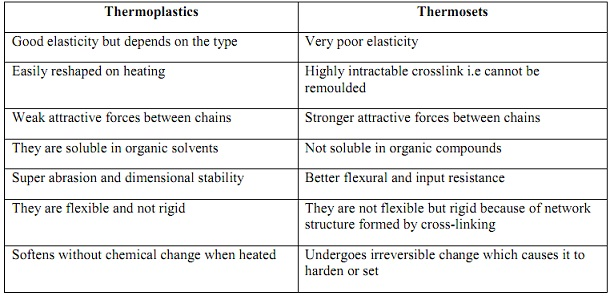 Thermoplastics Thermosets
Good elasticity but depends on the type Very poor elasticity
Easily reshaped on heating Highly intractable crosslink i.e cannot be
remoulded
Weak attractive forces between chains Stronger attractive forces between chains
They are soluble in organic solvents Not soluble in organic compounds
Super abrasion and dimensional stability Better flexural and input resistance
They are flexible and not rigid They are not flexible but rigid because of network
structure formed by cross-linking
Softens without chemical change when heated Undergoes irreversible change which causes it to
harden or set